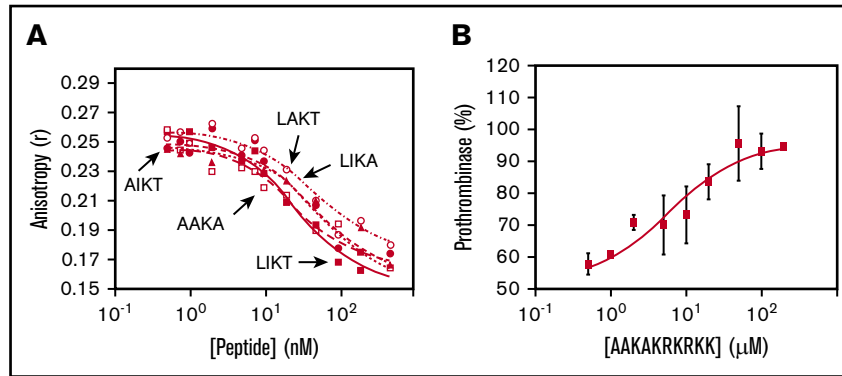 A
Anisotropy (r)
0.29
0.27
0.25
0.23
0.21
0.19
0.17
0.15
10⁻¹ 10⁰ 10¹ 10² 10³
[Peptide] (nM)
LAKT
LIKA
AIKT
AAKA
LIKT
B
Prothrombinase (%)
120
110
100
90
80
70
60
50
10⁻¹ 10⁰ 10¹ 10²
[AAKAKRKRKK] (μM)